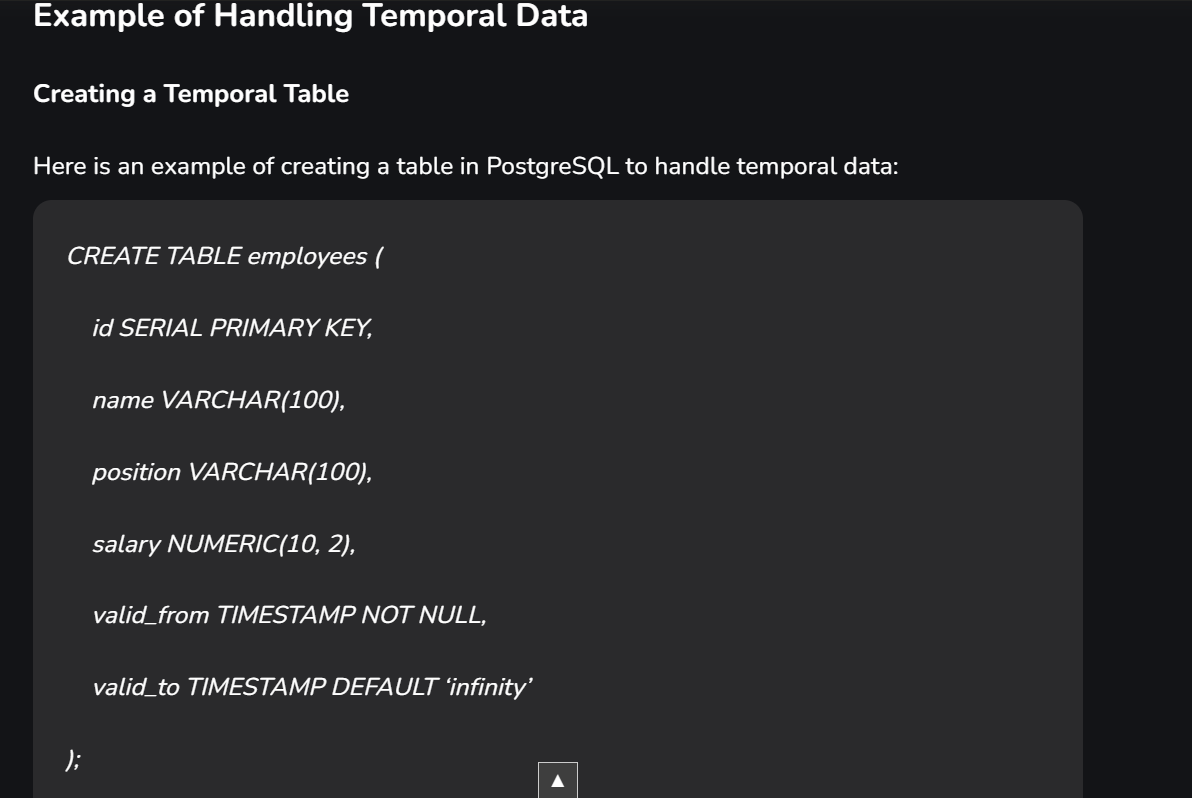 Example of Handling Temporal Data
Creating a Temporal Table
Here is an example of creating a table in PostgreSQL to handle temporal data:
CREATE TABLE employees (
id SERIAL PRIMARY KEY,
name VARCHAR(100),
position VARCHAR(100),
salary NUMERIC(10, 2),
valid_from TIMESTAMP NOT NULL,
valid_to TIMESTAMP DEFAULT ‘infinity’
);